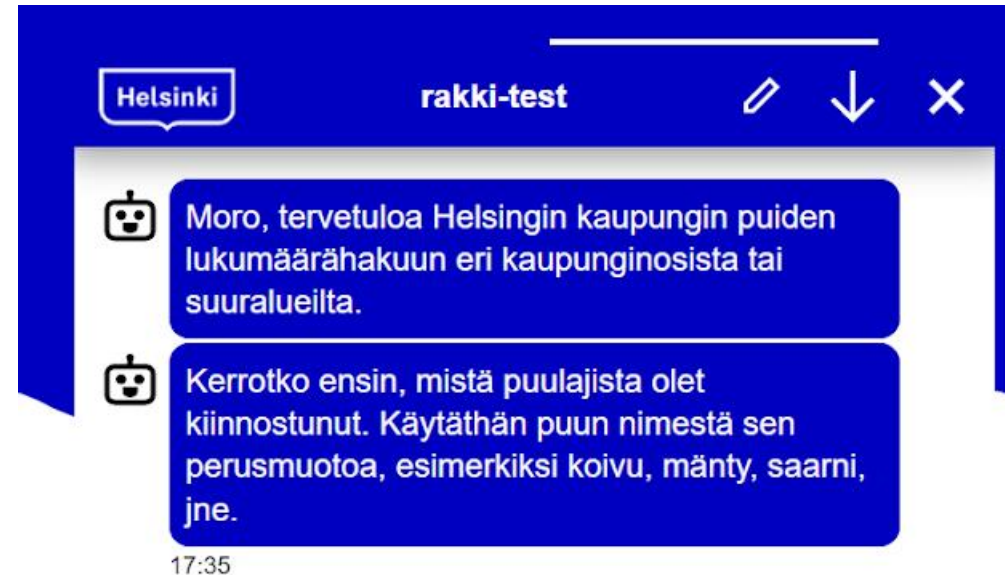 Helsinki
rakki-test
Moro, tervetuloa Helsingin kaupungin puiden
lukumäärähakuun eri kaupunginosista tai
suuralueilta.
Kerrotko ensin, mistä puulajista olet
kiinnostunut. Käytäthän puun nimestä sen
perusmuotoa, esimerkiksi koivu, mänty, saarni,
jne.
17:35